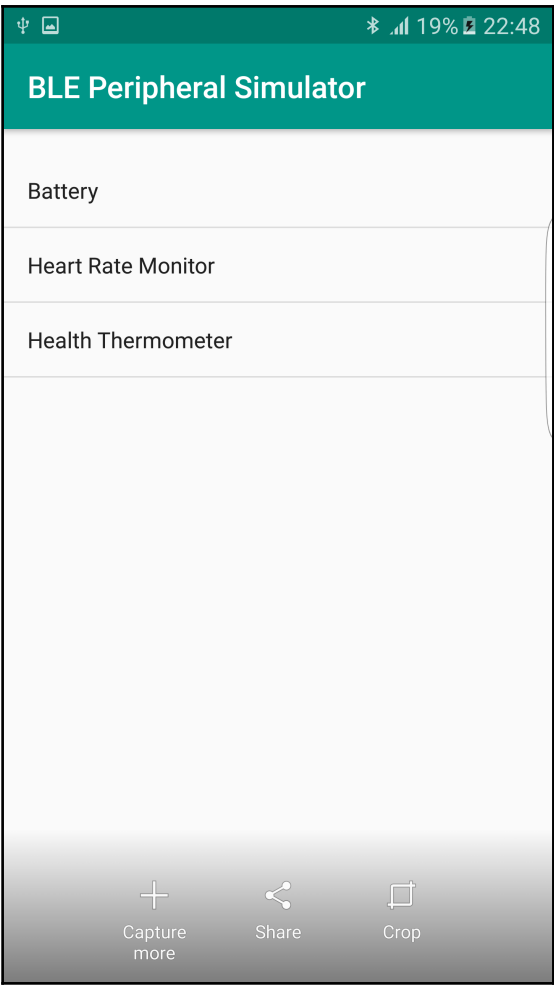 19% 22:48
BLE Peripheral Simulator
Battery
Heart Rate Monitor
Health Thermometer
Capture
more
Share
Crop